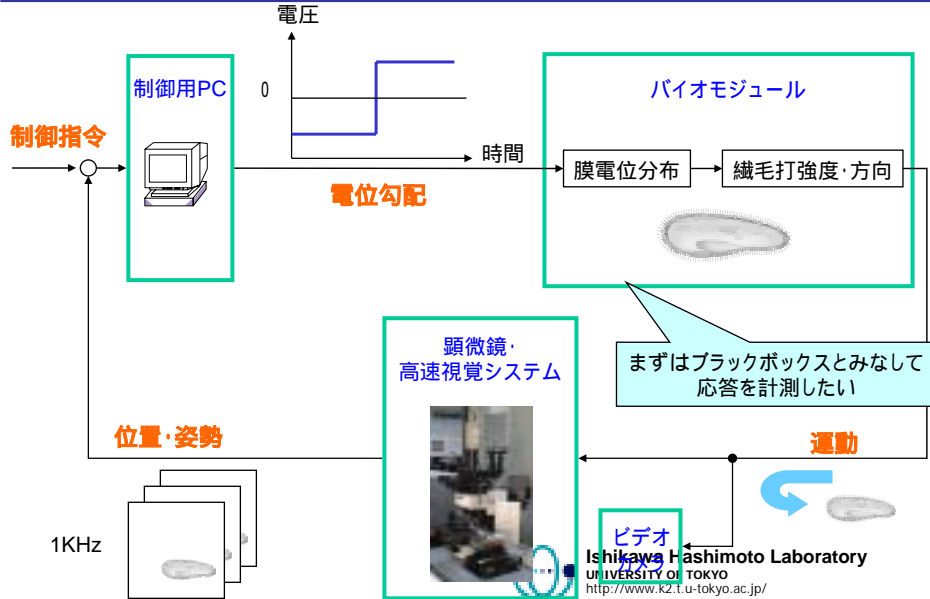 電圧
制御用PC
0
バイオモジュール
制御指令
時間
膜電位分布
繊毛打強度・方向
電位勾配
顕微鏡・
高速視覚システム
まずはブラックボックスとみなして
応答を計測したい
位置・姿勢
運動
1KHz
ビデオ
カメラ
Ishikawa Hashimoto Laboratory
UNIVERSITY OF TOKYO
http://www.k2.t.u-tokyo.ac.jp/